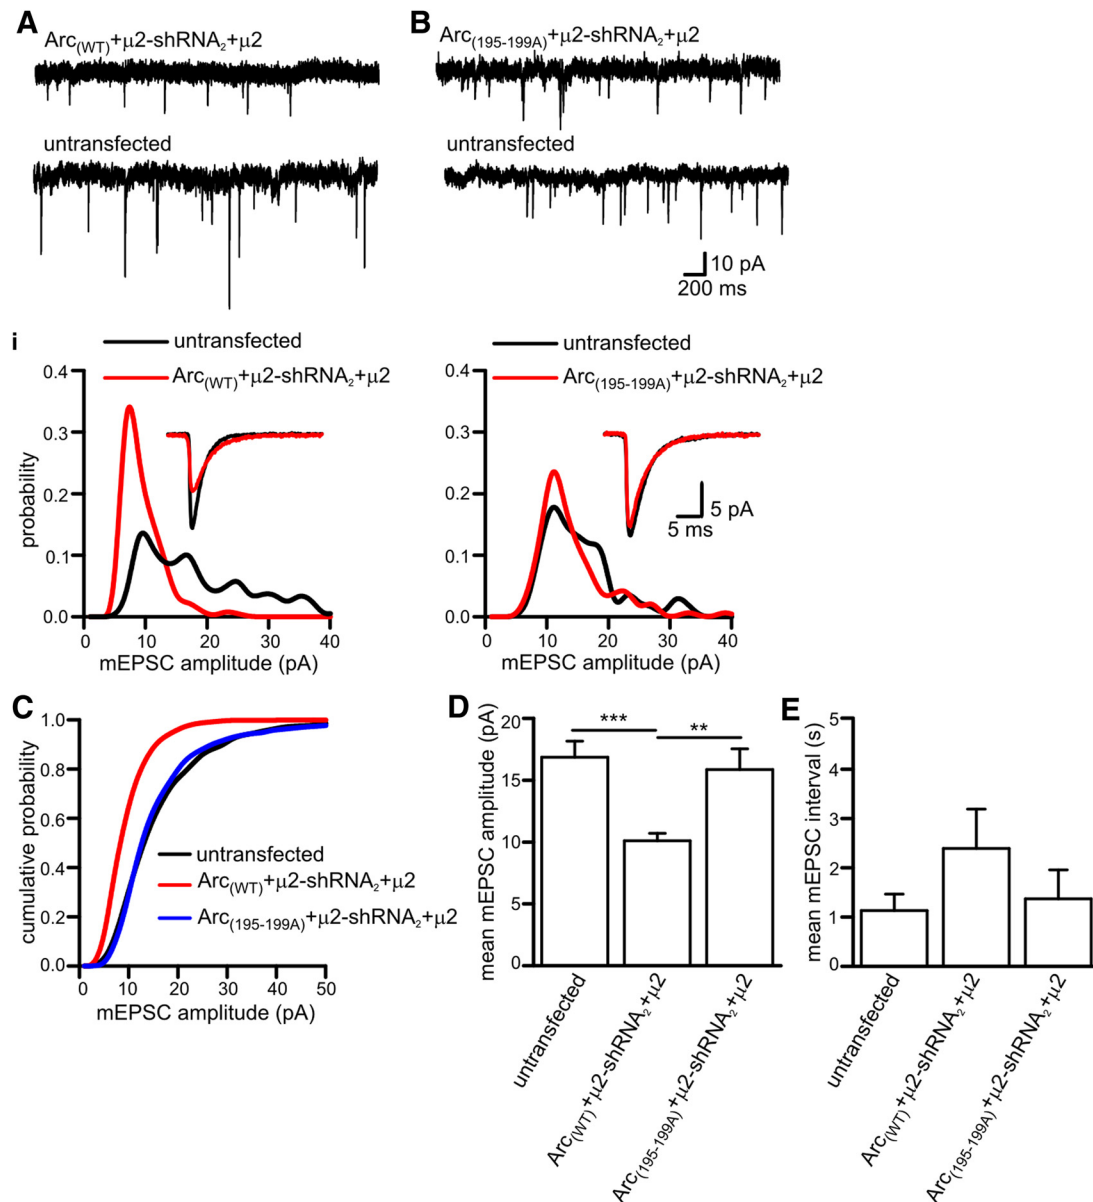 A
Arc(WT)+μ2-shRNA2+μ2
untransfected
B
Arc(195-199A)+μ2-shRNA2+μ2
untransfected
10 pA
200 ms
i
untransfected
Arc(WT)+μ2-shRNA2+μ2
0.4
0.3
0.2
0.1
0.0
probability
0 10 20 30 40
mEPSC amplitude (pA)
untransfected
Arc(195-199A)+μ2-shRNA2+μ2
0.4
0.3
0.2
0.1
0.0
5 pA
5 ms
0 10 20 30 40
mEPSC amplitude (pA)
C
1.0
0.8
0.6
0.4
0.2
0.0
cumulative probability
untransfected
Arc(WT)+μ2-shRNA2+μ2
Arc(195-199A)+μ2-shRNA2+μ2
0 10 20 30 40 50
mEPSC amplitude (pA)
D
20
15
10
5
0
mean mEPSC amplitude (pA)
*** **
untransfected
Arc(WT)+μ2-shRNA2+μ2
Arc(195-199A)+μ2-shRNA2+μ2
E
5
4
3
2
1
0
mean mEPSC interval (s)
untransfected
Arc(WT)+μ2-shRNA2+μ2
Arc(195-199A)+μ2-shRNA2+μ2